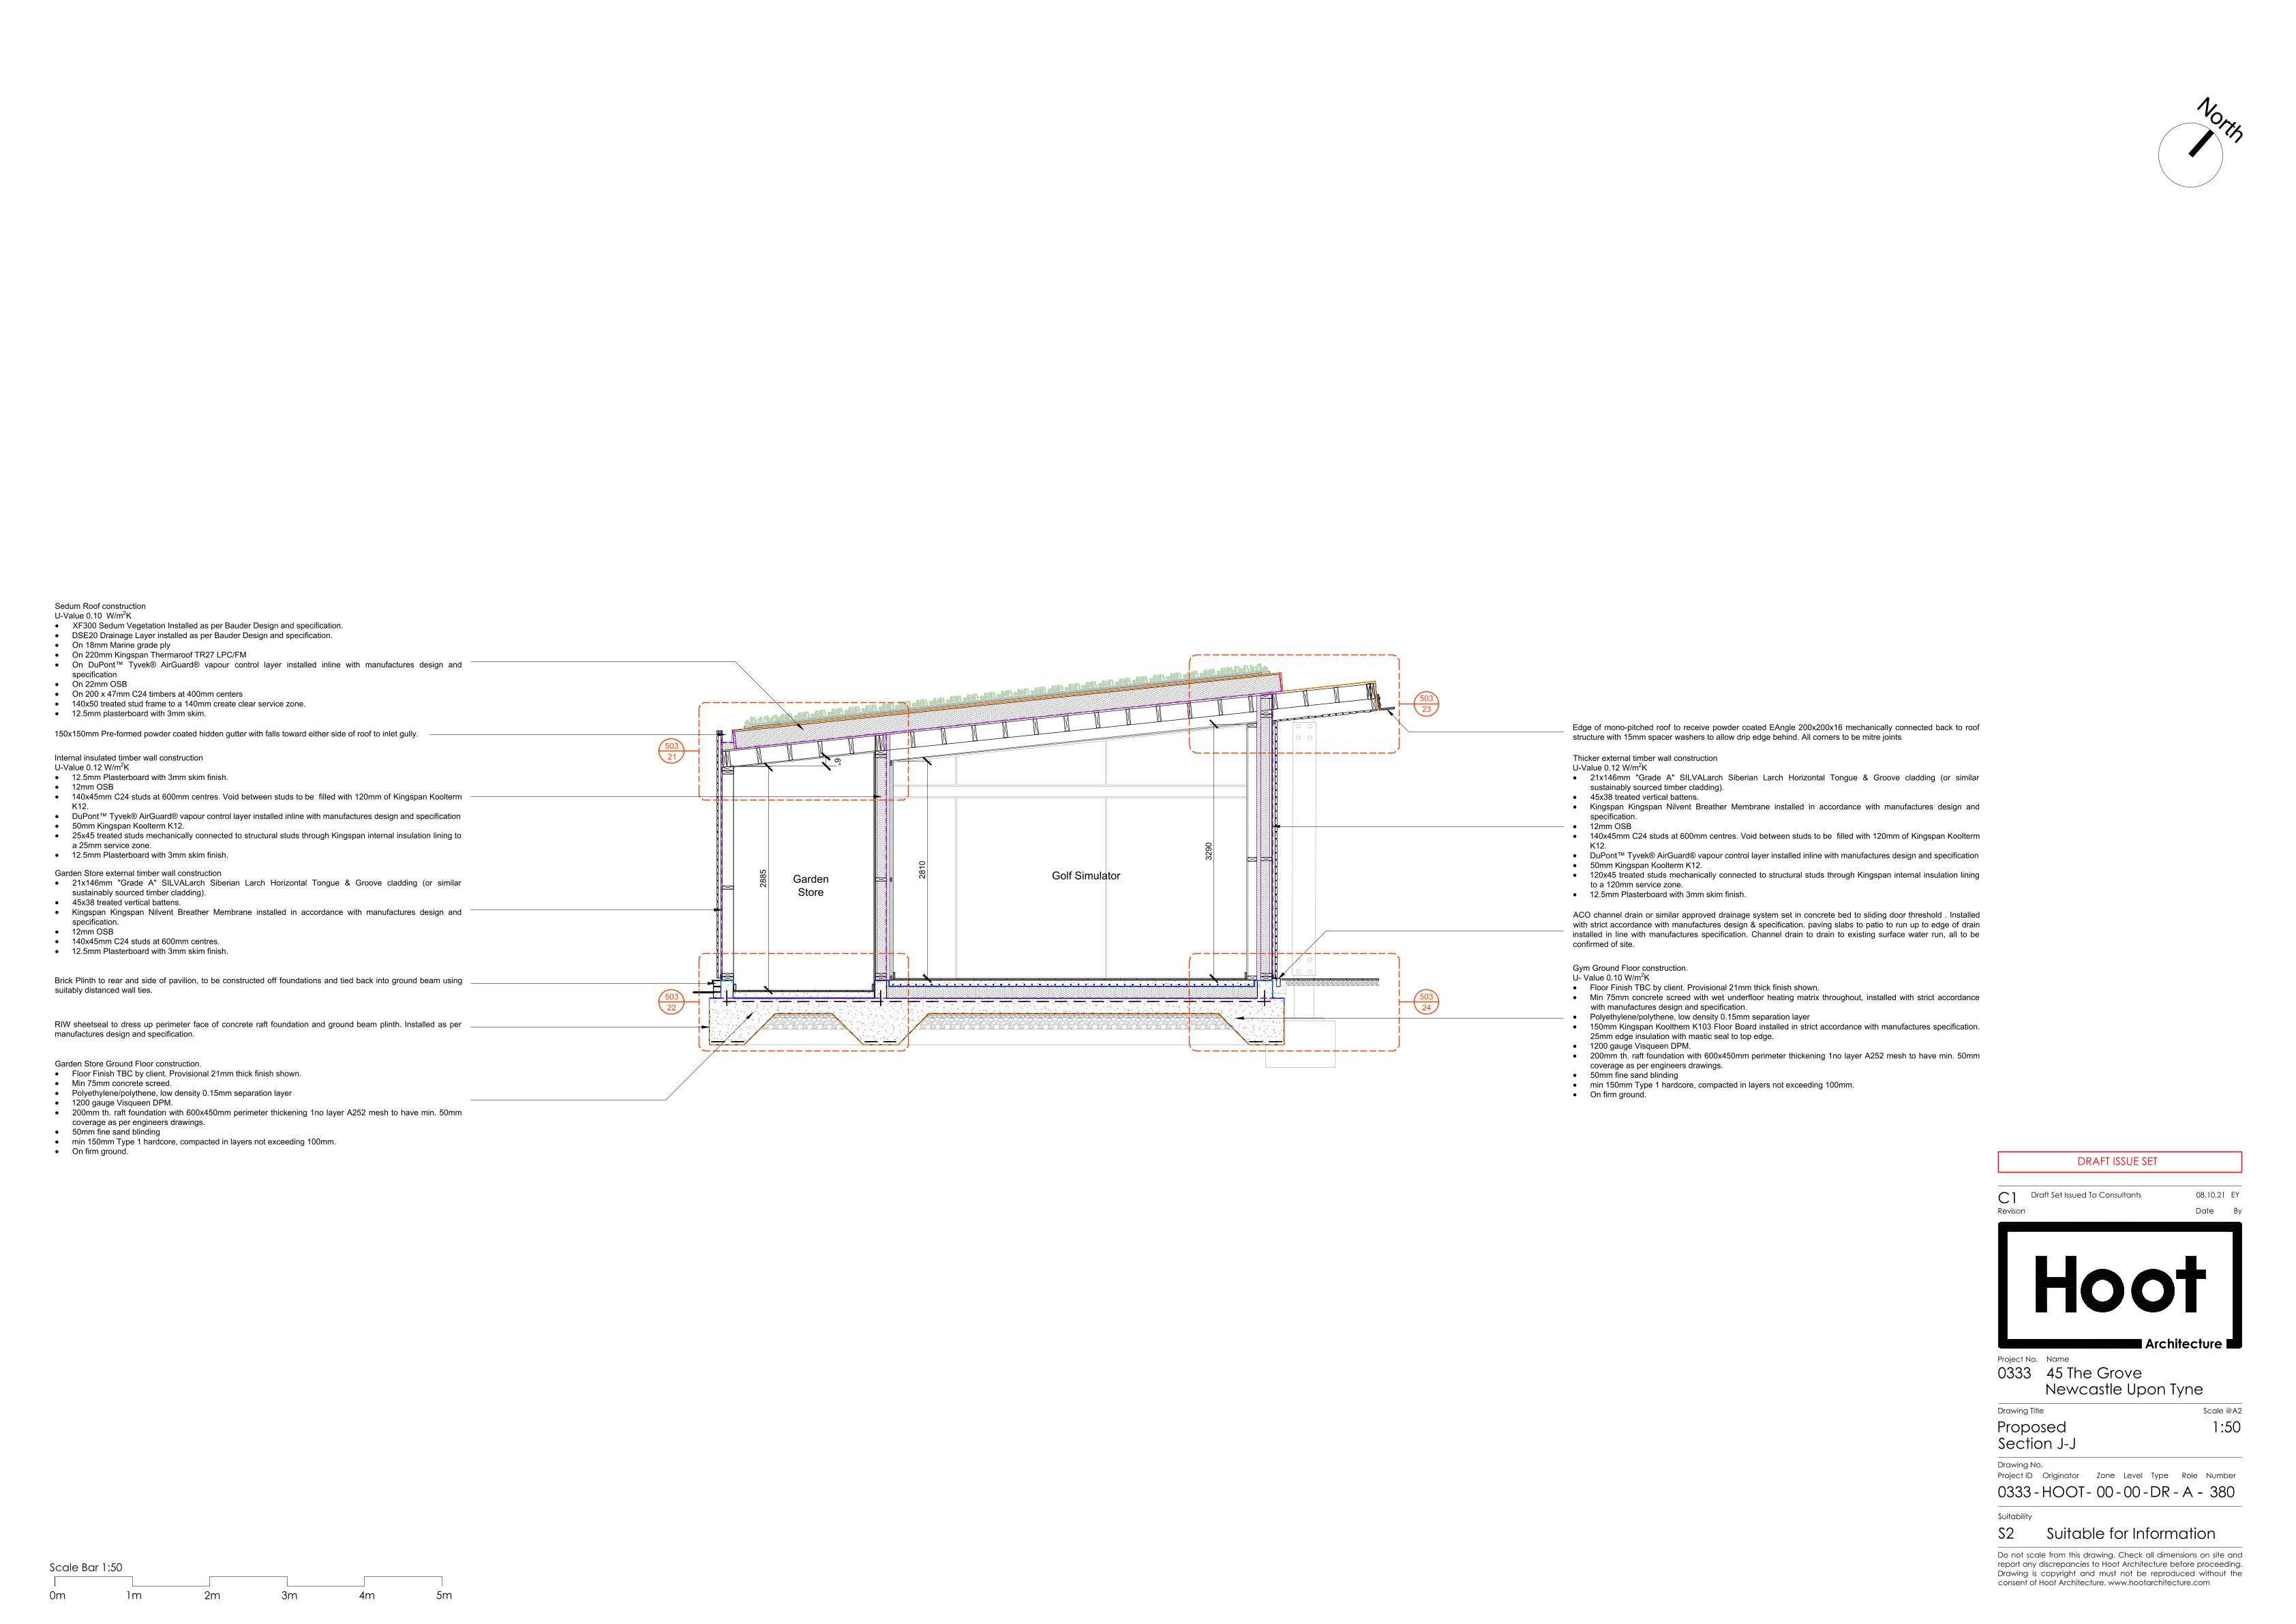 North
Sedum Roof construction
U-Value 0.10 W/m²K
• XF300 Sedum Vegetation Installed as per Bauder Design and specification.
• DSE20 Drainage Layer installed as per Bauder Design and specification.
• On 18mm Marine grade ply
• On 220mm Kingspan Thermaroof TR27 LPC/FM
• On DuPont™ Tyvek® AirGuard® vapour control layer installed inline with manufactures design and
specification
• On 22mm OSB
• On 200 x 47mm C24 timbers at 400mm centers
• 140x50 treated stud frame to a 140mm create clear service zone.
• 12.5mm plasterboard with 3mm skim.
150x150mm Pre-formed powder coated hidden gutter with falls toward either side of roof to inlet gully.
Internal insulated timber wall construction
U-Value 0.12 W/m²K
• 12.5mm Plasterboard with 3mm skim finish.
• 12mm OSB
• 140x45mm C24 studs at 600mm centres. Void between studs to be filled with 120mm of Kingspan Koolterm
K12.
• DuPont™ Tyvek® AirGuard® vapour control layer installed inline with manufactures design and specification
• 50mm Kingspan Koolterm K12.
• 25x45 treated studs mechanically connected to structural studs through Kingspan internal insulation lining to
a 25mm service zone.
• 12.5mm Plasterboard with 3mm skim finish.
Garden Store external timber wall construction
• 21x146mm "Grade A" SILVALarch Siberian Larch Horizontal Tongue & Groove cladding (or similar
sustainably sourced timber cladding).
• 45x38 treated vertical battens.
• Kingspan Kingspan Nilvent Breather Membrane installed in accordance with manufactures design and
specification.
• 12mm OSB
• 140x45mm C24 studs at 600mm centres.
• 12.5mm Plasterboard with 3mm skim finish.
Brick Plinth to rear and side of pavilion, to be constructed off foundations and tied back into ground beam using
suitably distanced wall ties.
RIW sheetseal to dress up perimeter face of concrete raft foundation and ground beam plinth. Installed as per
manufactures design and specification.
Garden Store Ground Floor construction.
• Floor Finish TBC by client. Provisional 21mm thick finish shown.
• Min 75mm concrete screed.
• Polyethylene/polythene, low density 0.15mm separation layer
• 1200 gauge Visqueen DPM.
• 200mm th. raft foundation with 600x450mm perimeter thickening 1no layer A252 mesh to have min. 50mm
coverage as per engineers drawings.
• 50mm fine sand blinding
• min 150mm Type 1 hardcore, compacted in layers not exceeding 100mm.
• On firm ground.
503
21
503
22
503
23
503
24
6°
2885
Garden
Store
2810
Golf Simulator
3290
Edge of mono-pitched roof to receive powder coated EAngle 200x200x16 mechanically connected back to roof
structure with 15mm spacer washers to allow drip edge behind. All corners to be mitre joints
Thicker external timber wall construction
U-Value 0.12 W/m²K
• 21x146mm "Grade A" SILVALarch Siberian Larch Horizontal Tongue & Groove cladding (or similar
sustainably sourced timber cladding).
• 45x38 treated vertical battens.
• Kingspan Kingspan Nilvent Breather Membrane installed in accordance with manufactures design and
specification.
• 12mm OSB
• 140x45mm C24 studs at 600mm centres. Void between studs to be filled with 120mm of Kingspan Koolterm
K12.
• DuPont™ Tyvek® AirGuard® vapour control layer installed inline with manufactures design and specification
• 50mm Kingspan Koolterm K12.
• 120x45 treated studs mechanically connected to structural studs through Kingspan internal insulation lining
to a 120mm service zone.
• 12.5mm Plasterboard with 3mm skim finish.
ACO channel drain or similar approved drainage system set in concrete bed to sliding door threshold . Installed
with strict accordance with manufactures design & specification. paving slabs to patio to run up to edge of drain
installed in line with manufactures specification. Channel drain to drain to existing surface water run, all to be
confirmed of site.
Gym Ground Floor construction.
U- Value 0.10 W/m²K
• Floor Finish TBC by client. Provisional 21mm thick finish shown.
• Min 75mm concrete screed with wet underfloor heating matrix throughout, installed with strict accordance
with manufactures design and specification.
• Polyethylene/polythene, low density 0.15mm separation layer
• 150mm Kingspan Koolthem K103 Floor Board installed in strict accordance with manufactures specification.
25mm edge insulation with mastic seal to top edge.
• 1200 gauge Visqueen DPM.
• 200mm th. raft foundation with 600x450mm perimeter thickening 1no layer A252 mesh to have min. 50mm
coverage as per engineers drawings.
• 50mm fine sand blinding
• min 150mm Type 1 hardcore, compacted in layers not exceeding 100mm.
• On firm ground.
DRAFT ISSUE SET
C1 Draft Set Issued To Consultants 08.10.21 EY
Revison Date By
Hoot
Architecture
Project No. Name
0333 45 The Grove
Newcastle Upon Tyne
Drawing Title Scale @A2
Proposed 1:50
Section J-J
Drawing No.
Project ID Originator Zone Level Type Role Number
0333 - HOOT - 00 - 00 - DR - A - 380
Suitability
S2 Suitable for Information
Do not scale from this drawing. Check all dimensions on site and
report any discrepancies to Hoot Architecture before proceeding.
Drawing is copyright and must not be reproduced without the
consent of Hoot Architecture. www.hootarchitecture.com
Scale Bar 1:50
0m 1m 2m 3m 4m 5m